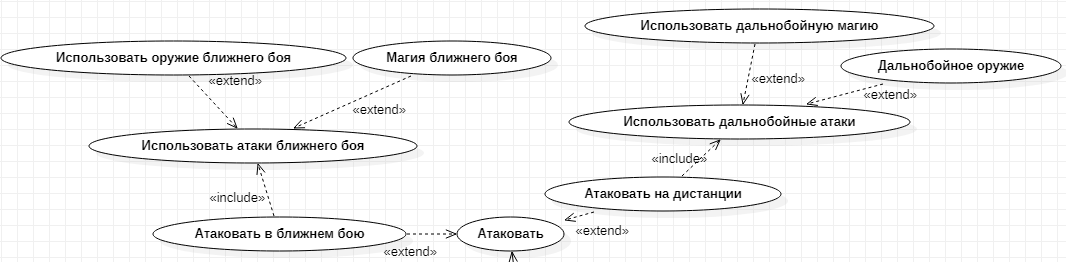 Использовать дальнобойную магию
Использовать оружие ближнего боя
Магия ближнего боя
Дальнобойное оружие
«extend»
«extend»
«extend»
«extend»
Использовать дальнобойные атаки
Использовать атаки ближнего боя
«include»
Атаковать на дистанции
«include»
Атаковать в ближнем бою
Атаковать
«extend»
«extend»